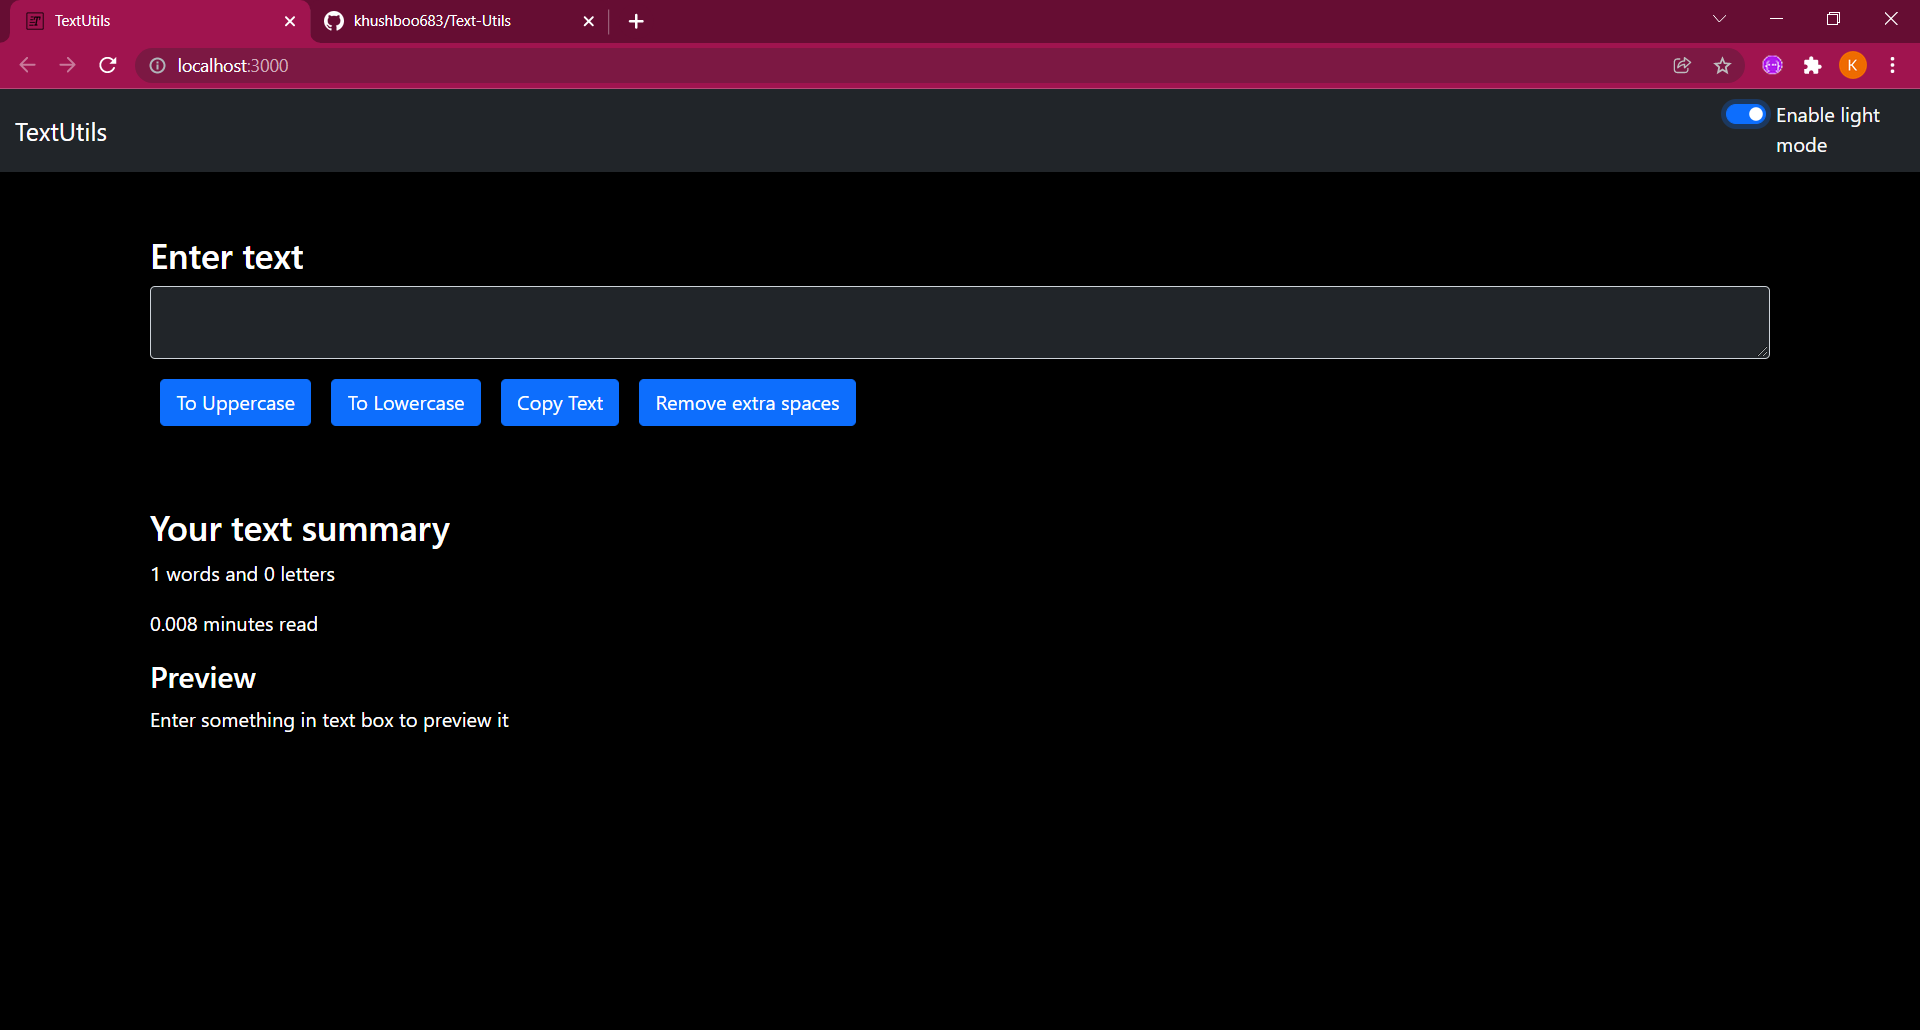 TextUtils
khushboo683/Text-Utils
localhost:3000
K
TextUtils
Enable light
mode
Enter text
To Uppercase
To Lowercase
Copy Text
Remove extra spaces
Your text summary
1 words and 0 letters
0.008 minutes read
Preview
Enter something in text box to preview it